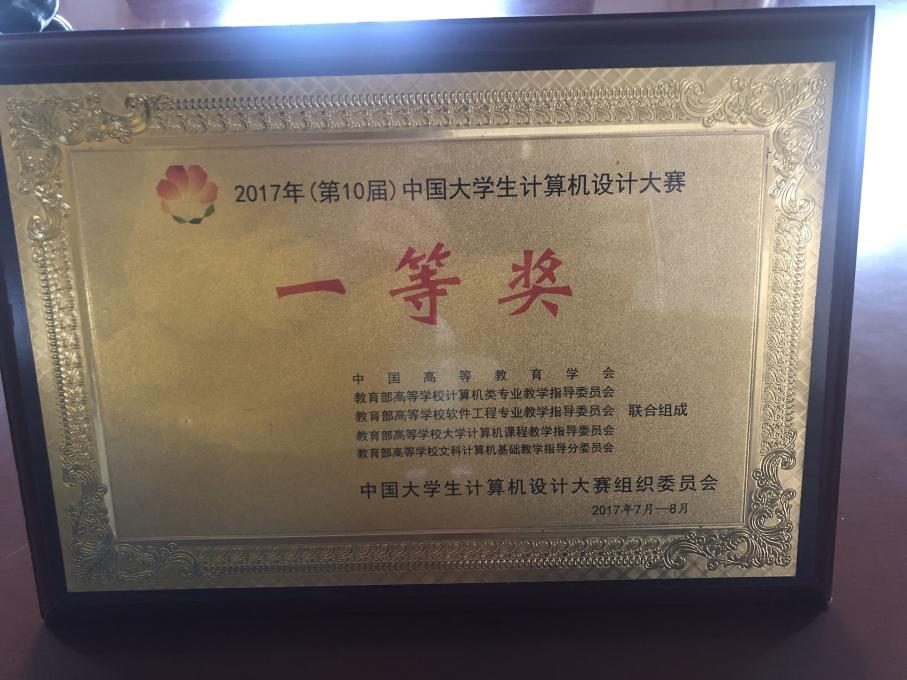 2017年(第10届)中国大学生计算机设计大赛
一等奖
中国高等教育学会
教育部高等学校计算机类专业教学指导委员会
教育部高等学校软件工程专业教学指导委员会 联合组成
教育部高等学校大学计算机课程教学指导委员会
教育部高等学校文科计算机基础教学指导分委员会
中国大学生计算机设计大赛组织委员会
2017年7月—8月